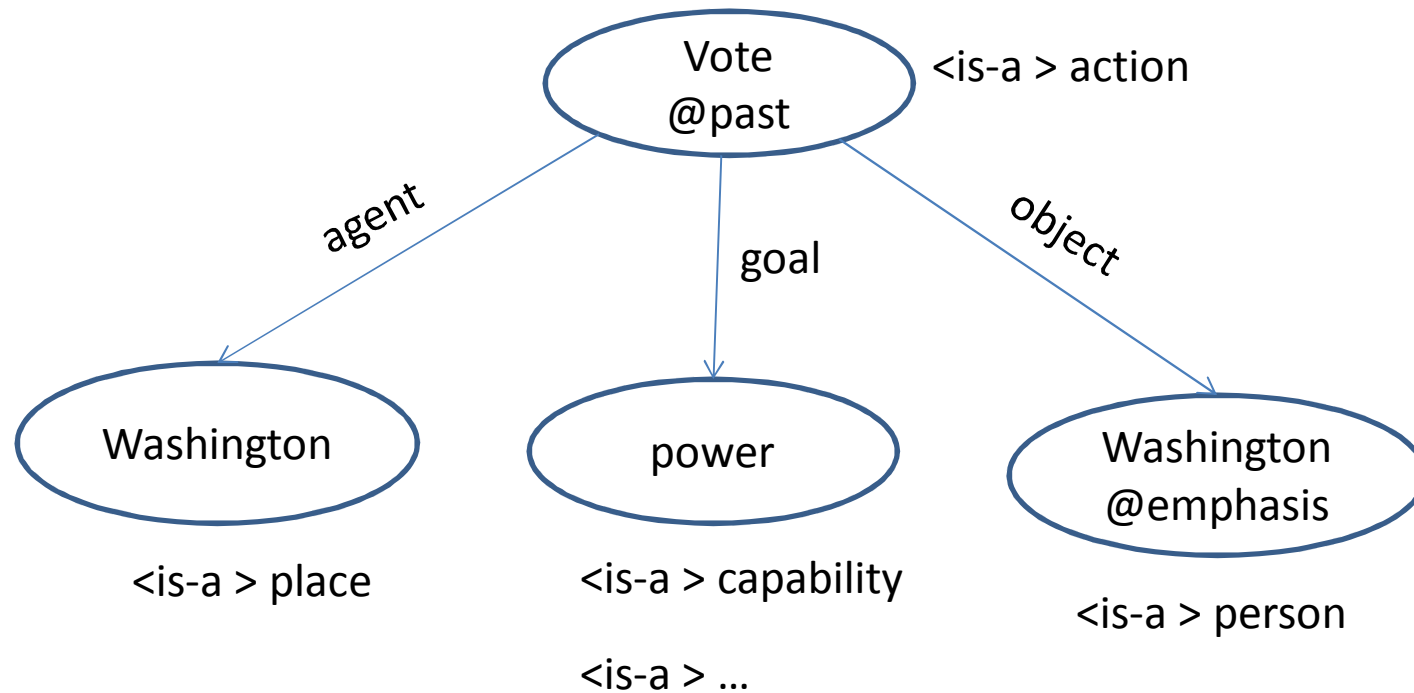 Vote
@past
<is-a > action
agent
goal
object
Washington
power
Washington
@emphasis
<is-a > place
<is-a > capability
<is-a > person
<is-a > ...